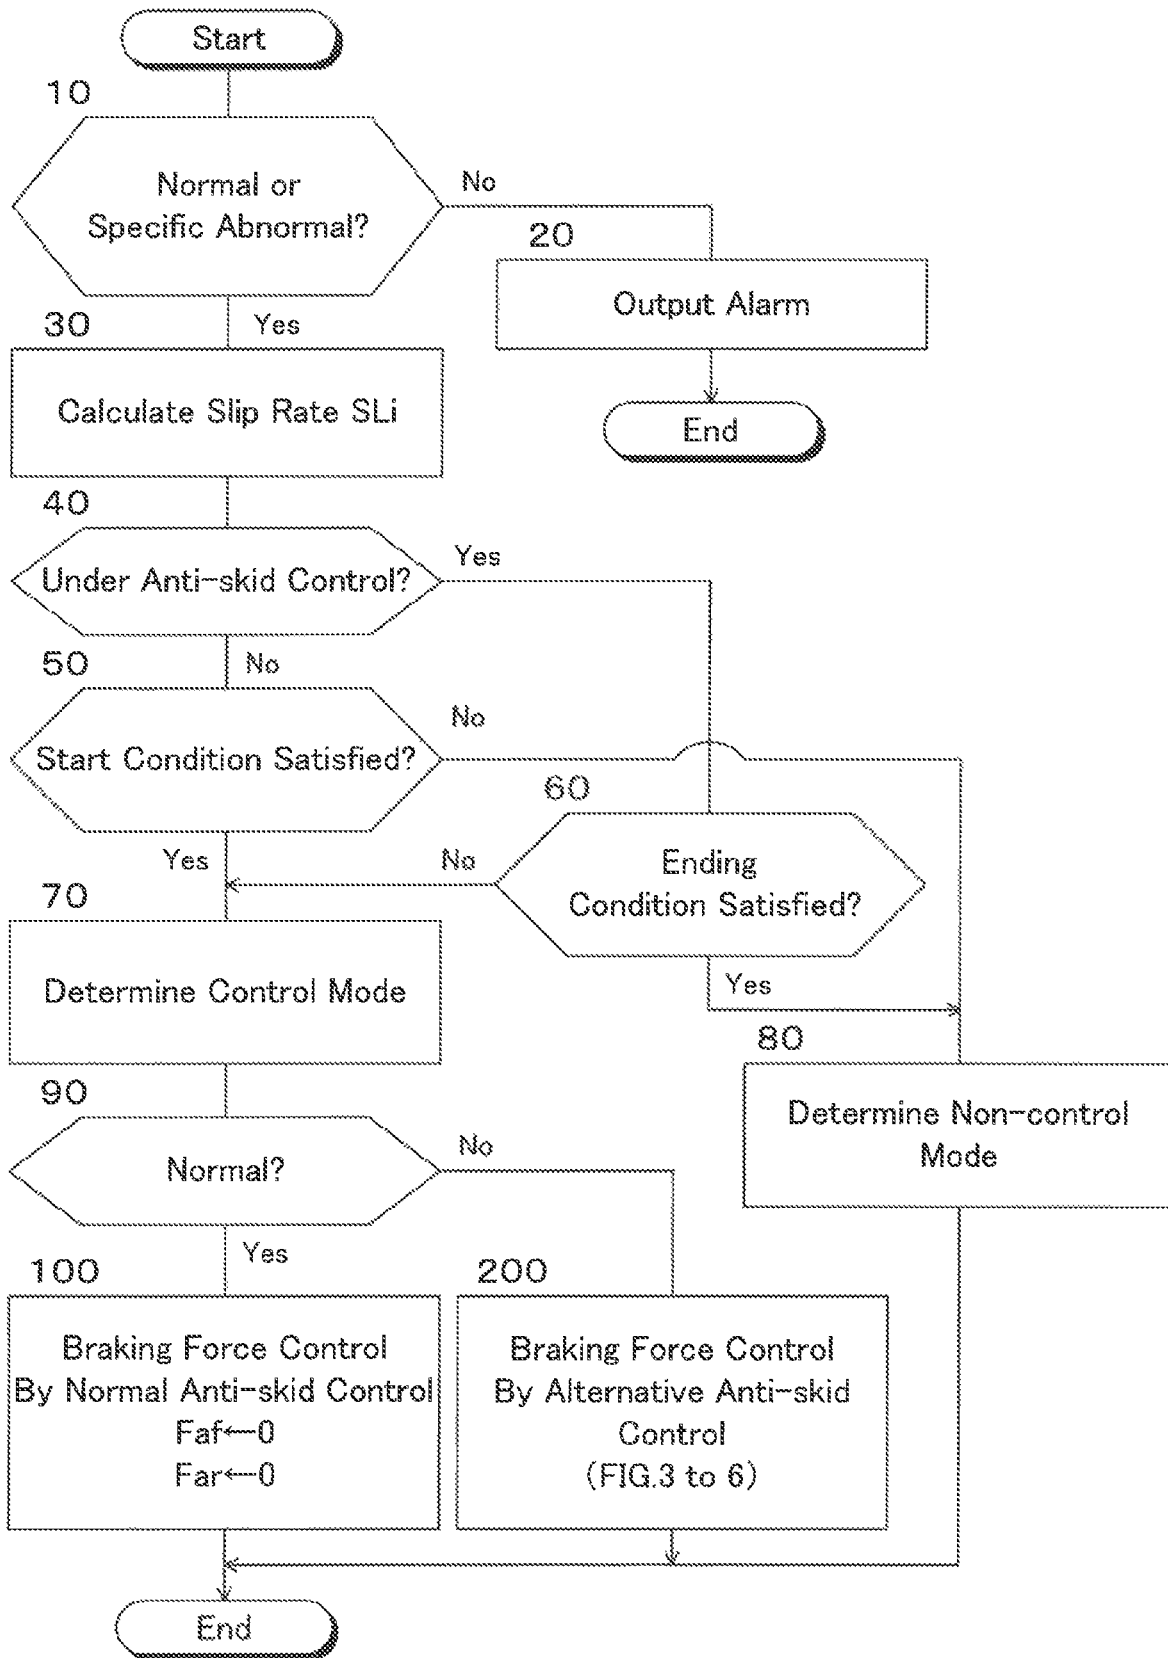 Start
10
Normal or
Specific Abnormal?
No
20
Output Alarm
End
Yes
30
Calculate Slip Rate SLi
40
Under Anti-skid Control?
Yes
No
50
Start Condition Satisfied?
No
Yes
60
Ending
Condition Satisfied?
No
Yes
70
Determine Control Mode
80
Determine Non-control
Mode
90
Normal?
No
Yes
100
Braking Force Control
By Normal Anti-skid Control
Faf←0
Far←0
200
Braking Force Control
By Alternative Anti-skid
Control
(FIG.3 to 6)
End